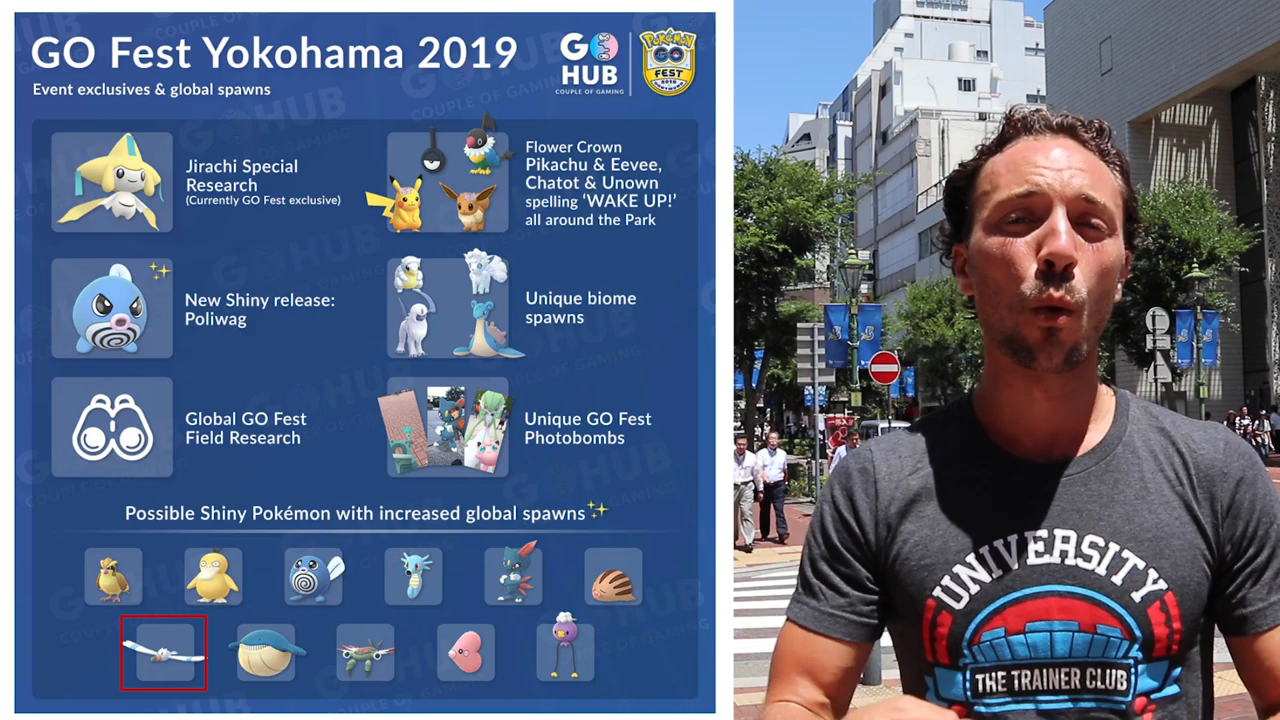 GO Fest Yokohama 2019
Event exclusives & global spawns
GO
HUB
COUPLE OF GAMING
POKÉMON
GO
FEST
2019
Jirachi Special
Research
(Currently GO Fest exclusive)
Flower Crown
Pikachu & Eevee,
Chatot & Unown
spelling ‘WAKE UP!’
all around the Park
New Shiny release:
Poliwag
Unique biome
spawns
Global GO Fest
Field Research
Unique GO Fest
Photobombs
Possible Shiny Pokémon with increased global spawns
UNIVERSITY
THE TRAINER CLUB